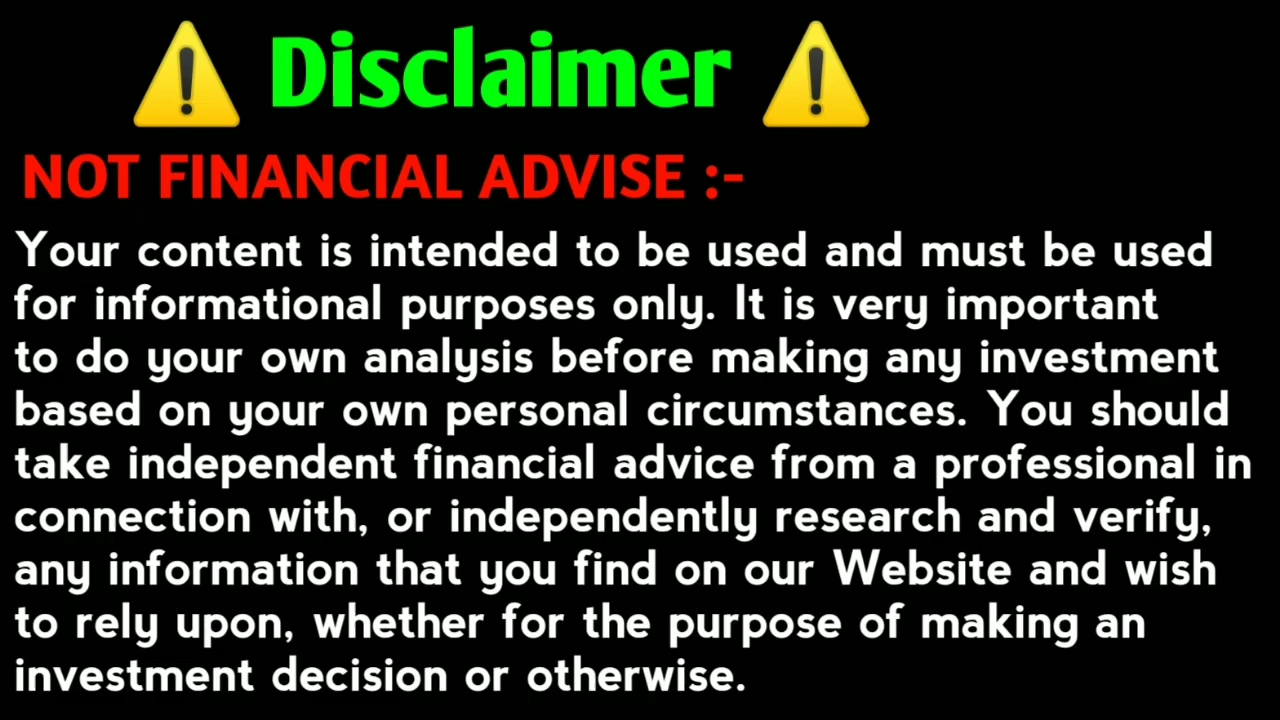 ⚠️ Disclaimer ⚠️
NOT FINANCIAL ADVISE :-
Your content is intended to be used and must be used
for informational purposes only. It is very important
to do your own analysis before making any investment
based on your own personal circumstances. You should
take independent financial advice from a professional in
connection with, or independently research and verify,
any information that you find on our Website and wish
to rely upon, whether for the purpose of making an
investment decision or otherwise.